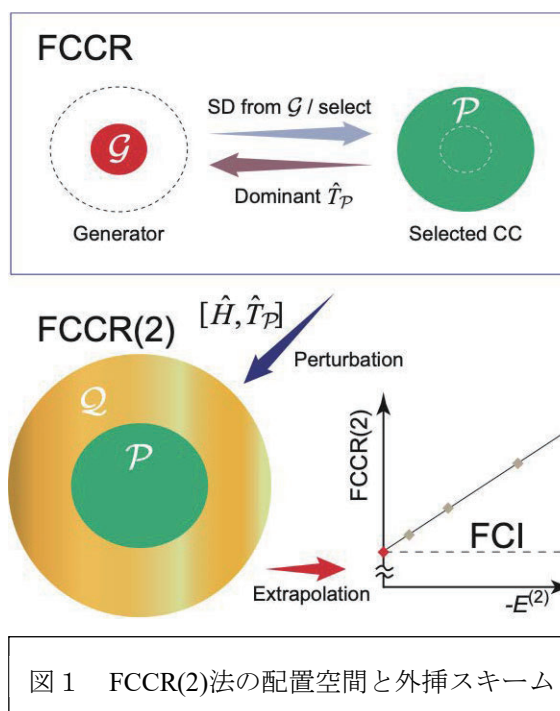 FCCR
𝒢
SD from 𝒢 / select
𝒫
Dominant T̂𝒫
Generator
Selected CC
[Ĥ, T̂𝒫]
FCCR(2)
Perturbation
𝒬
𝒫
FCCR(2)
FCI
Extrapolation
-E(2)
図１ FCCR(2)法の配置空間と外挿スキーム